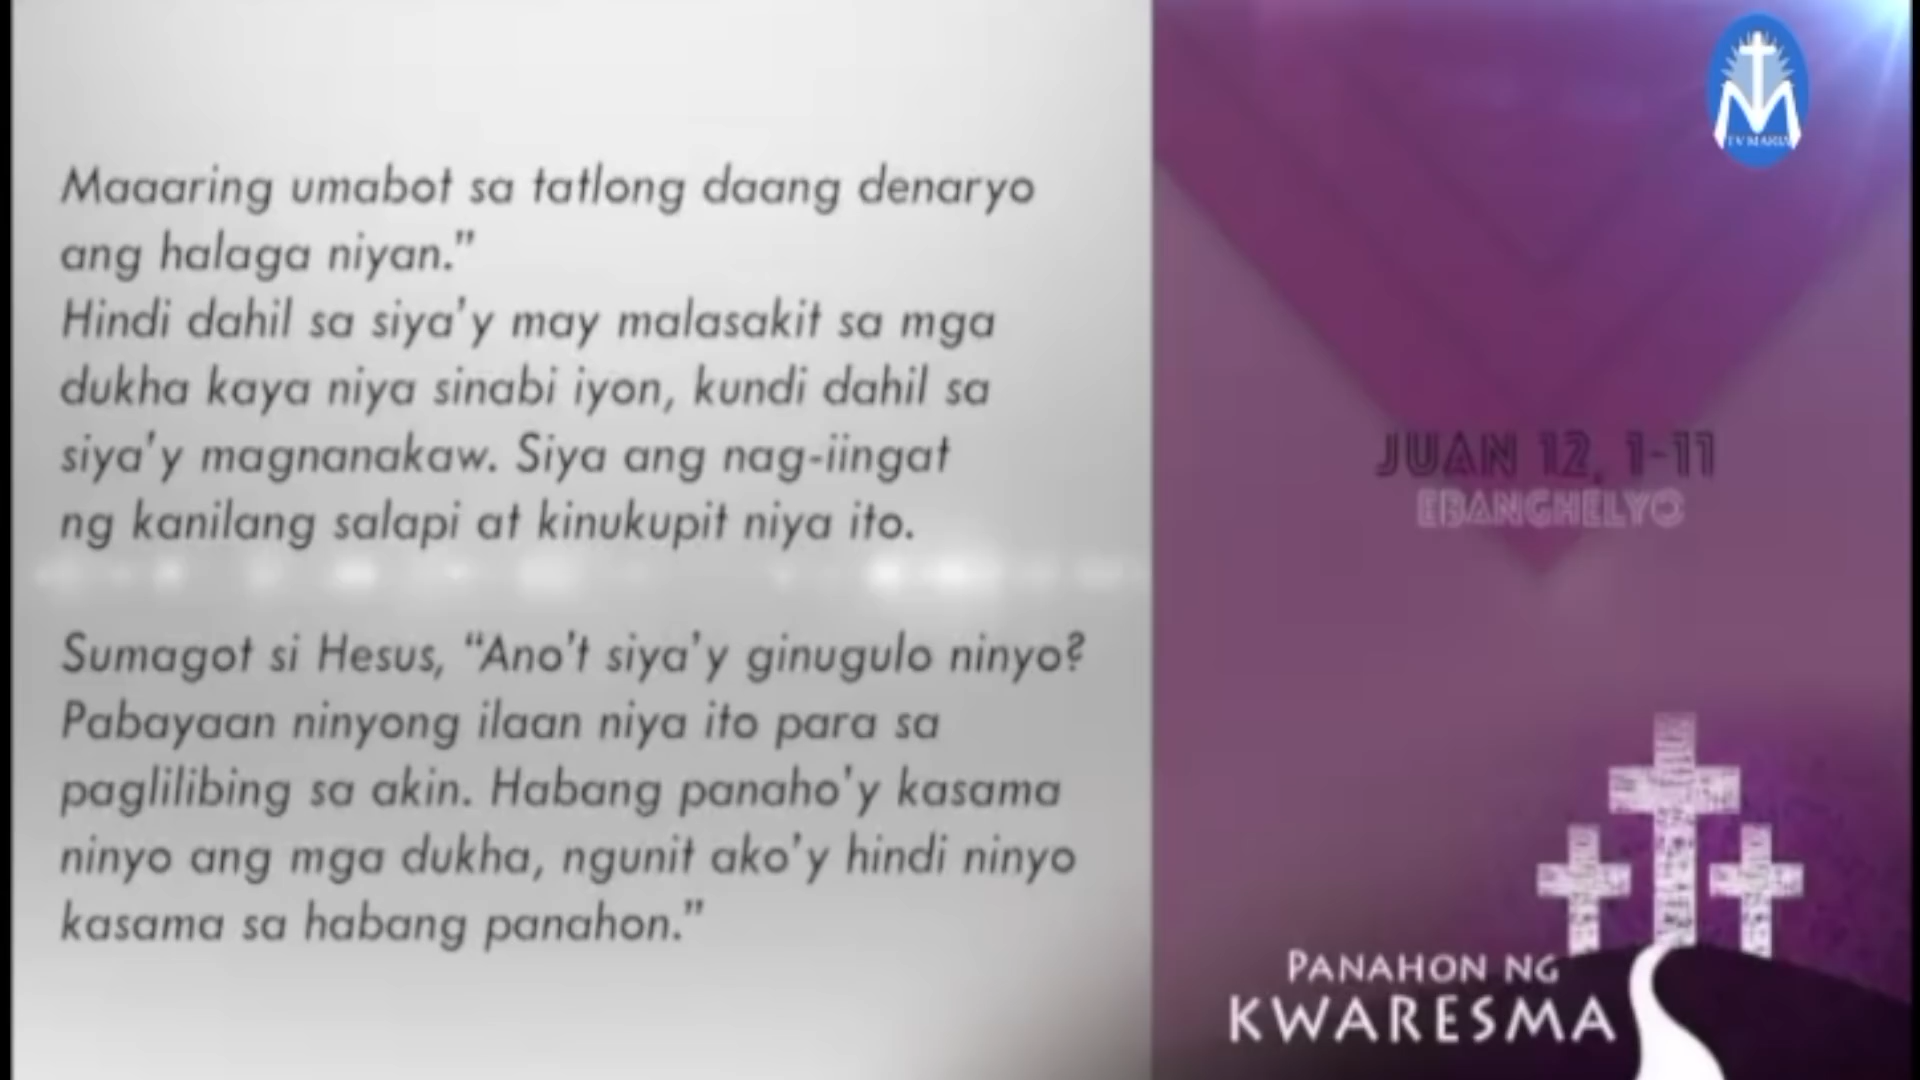 Maaaring umabot sa tatlong daang denaryo
ang halaga niyan.”
Hindi dahil sa siya'y may malasakit sa mga
dukha kaya niya sinabi iyon, kundi dahil sa
siya'y magnanakaw. Siya ang nag-iingat
ng kanilang salapi at kinukupit niya ito.
Sumagot si Hesus, “Ano't siya'y ginugulo ninyo?
Pabayaan ninyong ilaan niya ito para sa
paglilibing sa akin. Habang panaho'y kasama
ninyo ang mga dukha, ngunit ako'y hindi ninyo
kasama sa habang panahon.”
TV MARIA
JUAN 12, 1-11
EBANGHELYO
PANAHON NG
KWARESMA